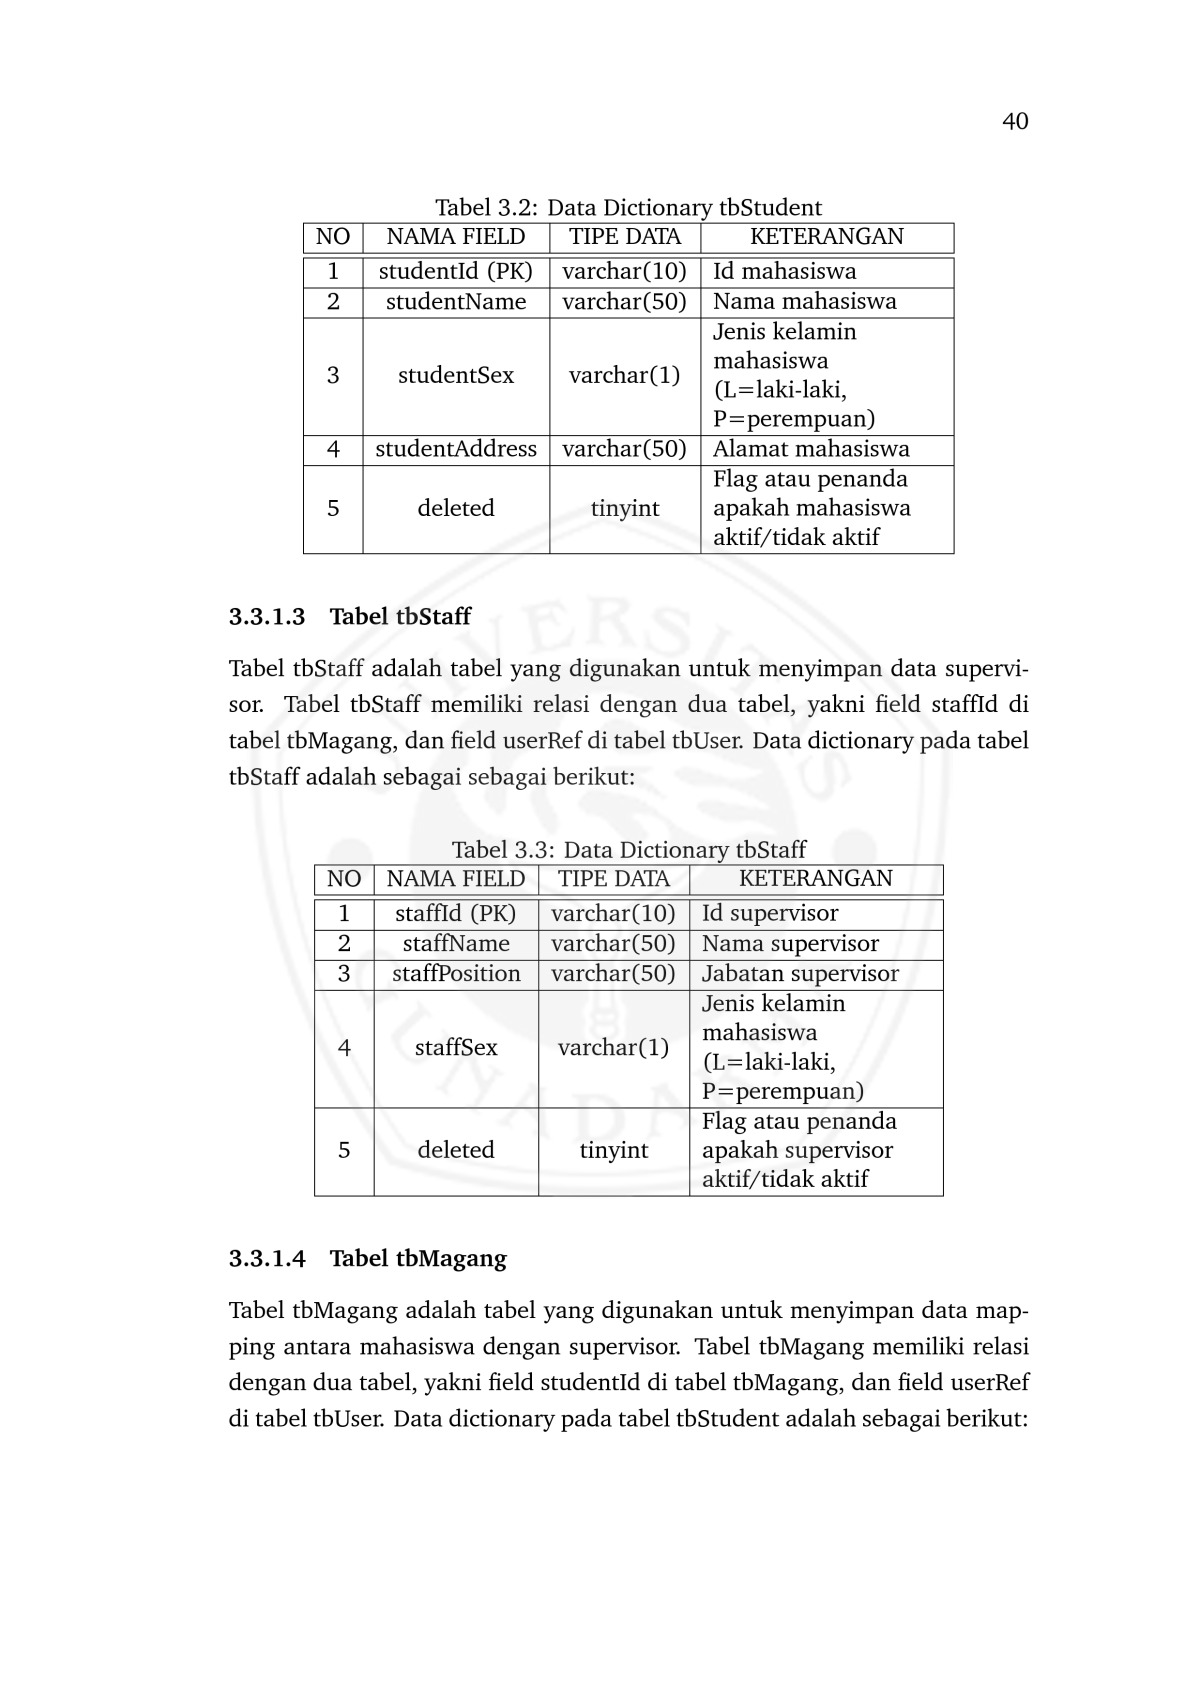 40
Tabel 3.2: Data Dictionary tbStudent
NO NAMA FIELD TIPE DATA KETERANGAN
1 studentId (PK) varchar(10) Id mahasiswa
2 studentName varchar(50) Nama mahasiswa
3 studentSex varchar(1) Jenis kelamin
mahasiswa
(L=laki-laki,
P=perempuan)
4 studentAddress varchar(50) Alamat mahasiswa
5 deleted tinyint Flag atau penanda
apakah mahasiswa
aktif/tidak aktif
3.3.1.3 Tabel tbStaff
Tabel tbStaff adalah tabel yang digunakan untuk menyimpan data supervi-
sor. Tabel tbStaff memiliki relasi dengan dua tabel, yakni field staffId di
tabel tbMagang, dan field userRef di tabel tbUser. Data dictionary pada tabel
tbStaff adalah sebagai sebagai berikut:
Tabel 3.3: Data Dictionary tbStaff
NO NAMA FIELD TIPE DATA KETERANGAN
1 staffId (PK) varchar(10) Id supervisor
2 staffName varchar(50) Nama supervisor
3 staffPosition varchar(50) Jabatan supervisor
4 staffSex varchar(1) Jenis kelamin
mahasiswa
(L=laki-laki,
P=perempuan)
5 deleted tinyint Flag atau penanda
apakah supervisor
aktif/tidak aktif
3.3.1.4 Tabel tbMagang
Tabel tbMagang adalah tabel yang digunakan untuk menyimpan data map-
ping antara mahasiswa dengan supervisor. Tabel tbMagang memiliki relasi
dengan dua tabel, yakni field studentId di tabel tbMagang, dan field userRef
di tabel tbUser. Data dictionary pada tabel tbStudent adalah sebagai berikut:
UNIVERSITAS
GUNADARMA